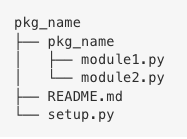 pkg_name
├── pkg_name
│   ├── module1.py
│   └── module2.py
├── README.md
└── setup.py